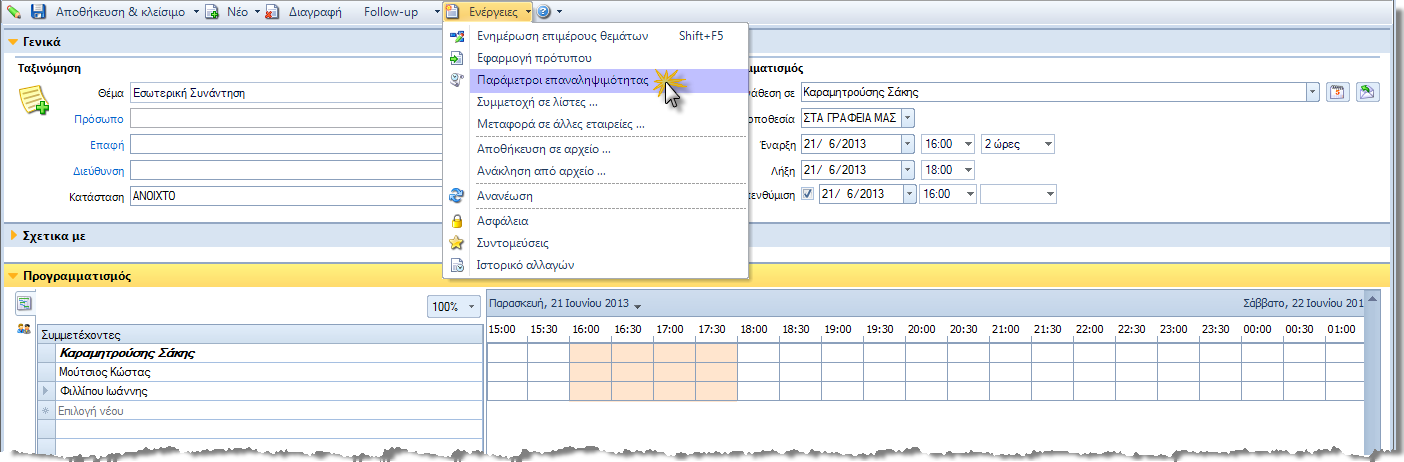 Αποθήκευση & κλείσιμο Νέο Διαγραφή Follow-up Ενέργειες
Γενικά
Ταξινόμηση
Θέμα Εσωτερική Συνάντηση
Πρόσωπο
Επαφή
Διεύθυνση
Κατάσταση ΑΝΟΙΧΤΟ
Ενημέρωση επιμέρους θεμάτων Shift+F5
Εφαρμογή πρότυπου
Παράμετροι επαναληψιμότητας
Συμμετοχή σε λίστες ...
Μεταφορά σε άλλες εταιρείες ...
Αποθήκευση σε αρχείο ...
Ανάκληση από αρχείο ...
Ανανέωση
Ασφάλεια
Συντομεύσεις
Ιστορικό αλλαγών
μματισμός
νάθεση σε Καραμητρούσης Σάκης
οποθεσία ΣΤΑ ΓΡΑΦΕΙΑ ΜΑΣ
Έναρξη 21/ 6/2013 16:00 2 ώρες
Λήξη 21/ 6/2013 18:00
ενθύμιση 21/ 6/2013 16:00
Σχετικα με
Προγραμματισμός
100% Παρασκευή, 21 Ιουνίου 2013 Σάββατο, 22 Ιουνίου 201
15:00 15:30 16:00 16:30 17:00 17:30 18:00 18:30 19:00 19:30 20:00 20:30 21:00 21:30 22:00 22:30 23:00 23:30 00:00 00:30 01:00
Συμμετέχοντες
Καραμητρούσης Σάκης
Μούτσιος Κώστας
Φιλλίπου Ιωάννης
Επιλογή νέου